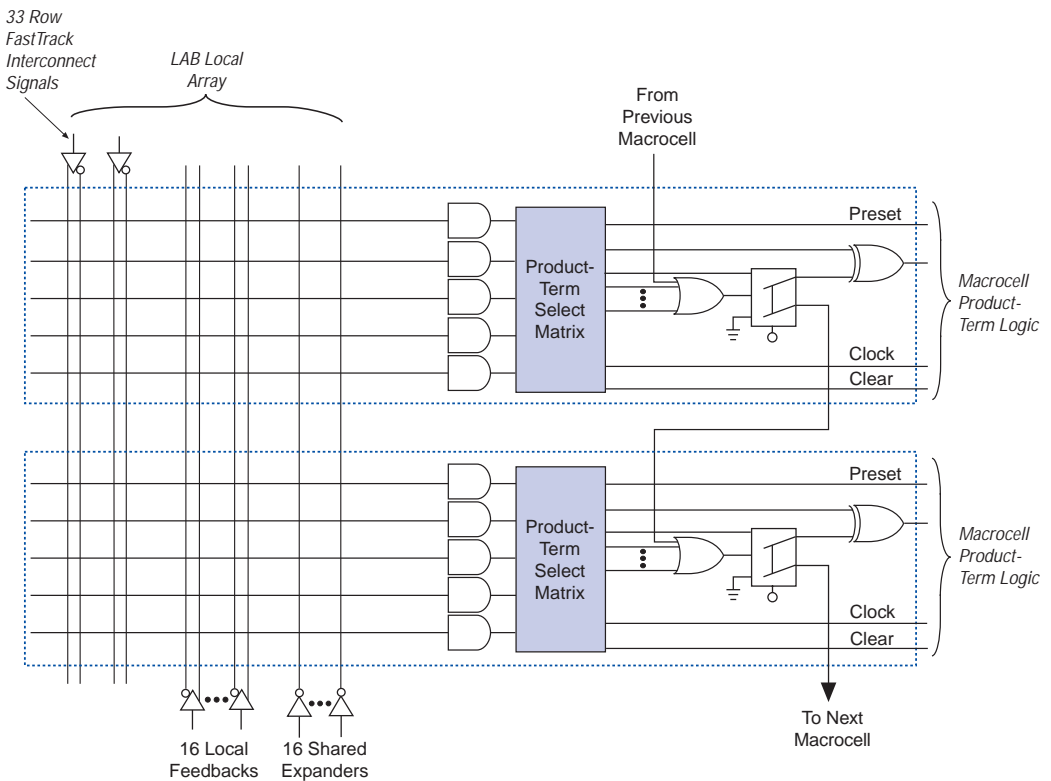 33 Row
FastTrack
Interconnect
Signals
LAB Local
Array
From
Previous
Macrocell
Product-
Term
Select
Matrix
Preset
Clock
Clear
Macrocell
Product-
Term Logic
Product-
Term
Select
Matrix
Preset
Clock
Clear
Macrocell
Product-
Term Logic
16 Local
Feedbacks
16 Shared
Expanders
To Next
Macrocell